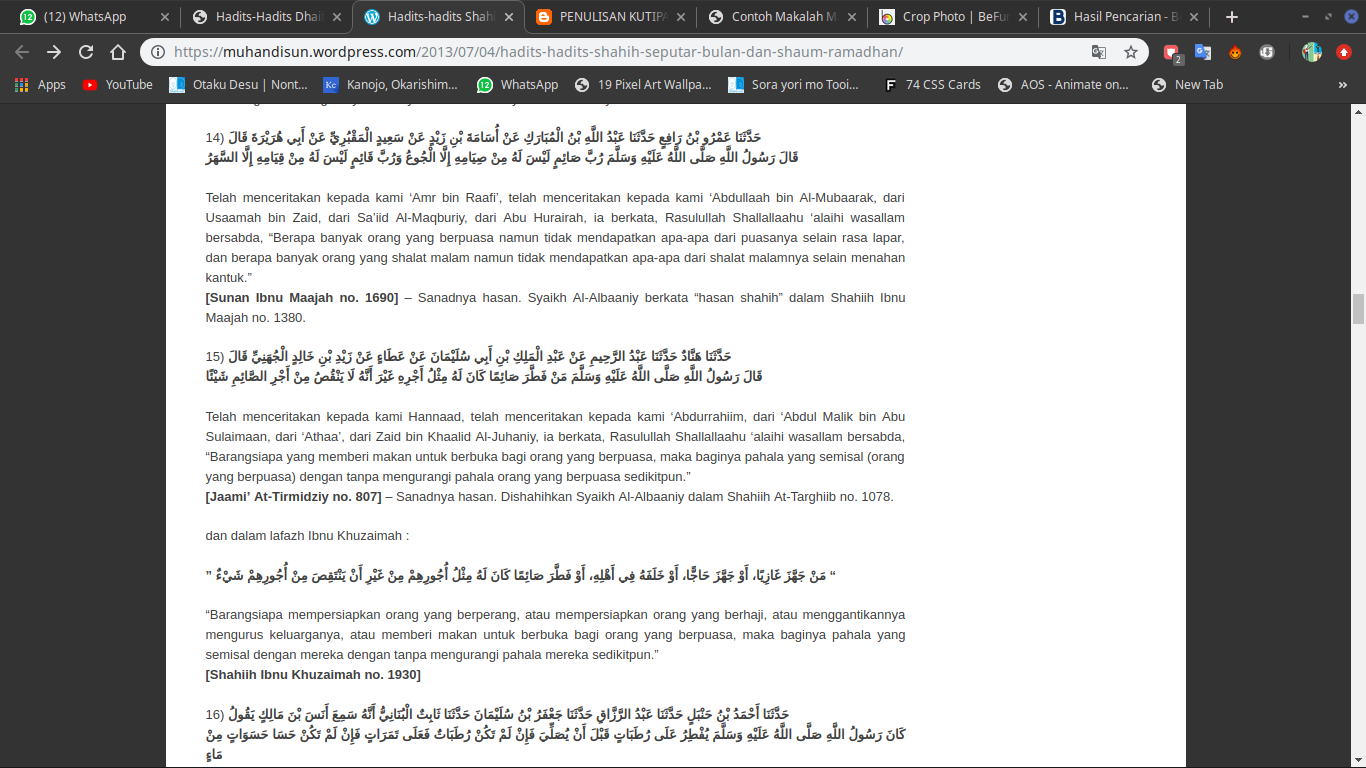 (12) WhatsApp
Hadits-Hadits Dhai
Hadits-hadits Shahi
PENULISAN KUTIPA
Contoh Makalah M
Crop Photo | BeFu
Hasil Pencarian - B
https://muhandisun.wordpress.com/2013/07/04/hadits-hadits-shahih-seputar-bulan-dan-shaum-ramadhan/
2
Apps
YouTube
Otaku Desu | Nont...
Kanojo, Okarishim...
WhatsApp
19 Pixel Art Wallpa...
Sora yori mo Tooi...
74 CSS Cards
AOS - Animate on...
New Tab
»
14) حَدَّثَنَا عَمْرُو بْنُ رَافِعٍ حَدَّثَنَا عَبْدُ اللَّهِ بْنُ الْمُبَارَكِ عَنْ أُسَامَةَ بْنِ زَيْدٍ عَنْ سَعِيدٍ الْمَقْبُرِيِّ عَنْ أَبِي هُرَيْرَةَ قَالَ
قَالَ رَسُولُ اللَّهِ صَلَّى اللَّهُ عَلَيْهِ وَسَلَّمَ رُبَّ صَائِمٍ لَيْسَ لَهُ مِنْ صِيَامِهِ إِلَّا الْجُوعُ وَرُبَّ قَائِمٍ لَيْسَ لَهُ مِنْ قِيَامِهِ إِلَّا السَّهَرُ
Telah menceritakan kepada kami ‘Amr bin Raafi’, telah menceritakan kepada kami ‘Abdullaah bin Al-Mubaarak, dari
Usaamah bin Zaid, dari Sa’iid Al-Maqburiy, dari Abu Hurairah, ia berkata, Rasulullah Shallallaahu ‘alaihi wasallam
bersabda, “Berapa banyak orang yang berpuasa namun tidak mendapatkan apa-apa dari puasanya selain rasa lapar,
dan berapa banyak orang yang shalat malam namun tidak mendapatkan apa-apa dari shalat malamnya selain menahan
kantuk.”
[Sunan Ibnu Maajah no. 1690] – Sanadnya hasan. Syaikh Al-Albaaniy berkata “hasan shahih” dalam Shahiih Ibnu
Maajah no. 1380.
15) حَدَّثَنَا هَنَّادٌ حَدَّثَنَا عَبْدُ الرَّحِيمِ عَنْ عَبْدِ الْمَلِكِ بْنِ أَبِي سُلَيْمَانَ عَنْ عَطَاءٍ عَنْ زَيْدِ بْنِ خَالِدٍ الْجُهَنِيِّ قَالَ
قَالَ رَسُولُ اللَّهِ صَلَّى اللَّهُ عَلَيْهِ وَسَلَّمَ مَنْ فَطَّرَ صَائِمًا كَانَ لَهُ مِثْلُ أَجْرِهِ غَيْرَ أَنَّهُ لَا يَنْقُصُ مِنْ أَجْرِ الصَّائِمِ شَيْئًا
Telah menceritakan kepada kami Hannaad, telah menceritakan kepada kami ‘Abdurrahiim, dari ‘Abdul Malik bin Abu
Sulaimaan, dari ‘Athaa’, dari Zaid bin Khaalid Al-Juhaniy, ia berkata, Rasulullah Shallallaahu ‘alaihi wasallam bersabda,
“Barangsiapa yang memberi makan untuk berbuka bagi orang yang berpuasa, maka baginya pahala yang semisal (orang
yang berpuasa) dengan tanpa mengurangi pahala orang yang berpuasa sedikitpun.”
[Jaami’ At-Tirmidziy no. 807] – Sanadnya hasan. Dishahihkan Syaikh Al-Albaaniy dalam Shahiih At-Targhiib no. 1078.
dan dalam lafazh Ibnu Khuzaimah :
“ مَنْ جَهَّزَ غَازِيًا، أَوْ جَهَّزَ حَاجًّا، أَوْ خَلَفَهُ فِي أَهْلِهِ، أَوْ فَطَّرَ صَائِمًا كَانَ لَهُ مِثْلُ أُجُورِهِمْ مِنْ غَيْرِ أَنْ يَنْتَقِصَ مِنْ أُجُورِهِمْ شَيْءٌ ”
“Barangsiapa mempersiapkan orang yang berperang, atau mempersiapkan orang yang berhaji, atau menggantikannya
mengurus keluarganya, atau memberi makan untuk berbuka bagi orang yang berpuasa, maka baginya pahala yang
semisal dengan mereka dengan tanpa mengurangi pahala mereka sedikitpun.”
[Shahiih Ibnu Khuzaimah no. 1930]
16) حَدَّثَنَا أَحْمَدُ بْنُ حَنْبَلٍ حَدَّثَنَا عَبْدُ الرَّزَّاقِ حَدَّثَنَا جَعْفَرُ بْنُ سُلَيْمَانَ حَدَّثَنَا ثَابِتٌ الْبُنَانِيُّ أَنَّهُ سَمِعَ أَنَسَ بْنَ مَالِكٍ يَقُولُ
كَانَ رَسُولُ اللَّهِ صَلَّى اللَّهُ عَلَيْهِ وَسَلَّمَ يُفْطِرُ عَلَى رُطَبَاتٍ قَبْلَ أَنْ يُصَلِّيَ فَإِنْ لَمْ تَكُنْ رُطَبَاتٌ فَعَلَى تَمَرَاتٍ فَإِنْ لَمْ تَكُنْ حَسَا حَسَوَاتٍ مِنْ
مَاءٍ